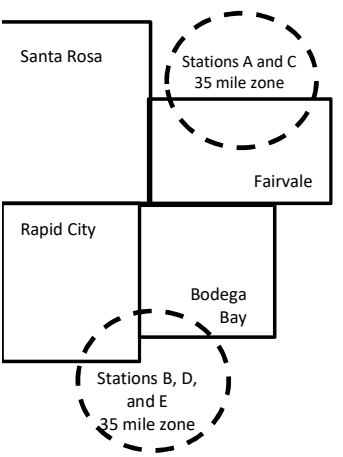 Santa Rosa
Stations A and C
35 mile zone
Fairvale
Rapid City
Bodega
Bay
Stations B, D,
and E
35 mile zone